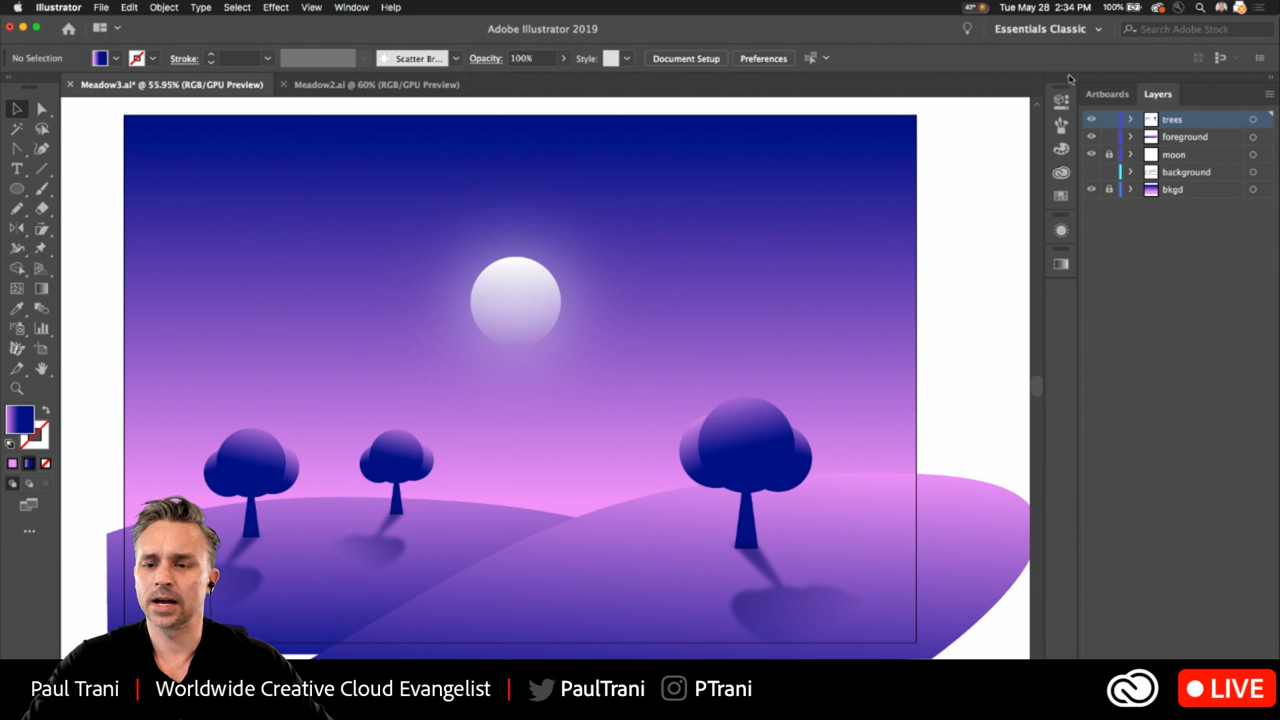 Illustrator File Edit Object Type Select Effect View Window Help
47° Tue May 28 2:34 PM 100%
Adobe Illustrator 2019
Essentials Classic
Search Adobe Stock
No Selection Stroke: Scatter Br... Opacity: 100% Style: Document Setup Preferences
× Meadow3.ai* @ 55.95% (RGB/GPU Preview) × Meadow2.ai @ 60% (RGB/GPU Preview)
Artboards Layers
trees
foreground
moon
background
bkgd
Paul Trani | Worldwide Creative Cloud Evangelist | PaulTrani PTrani LIVE